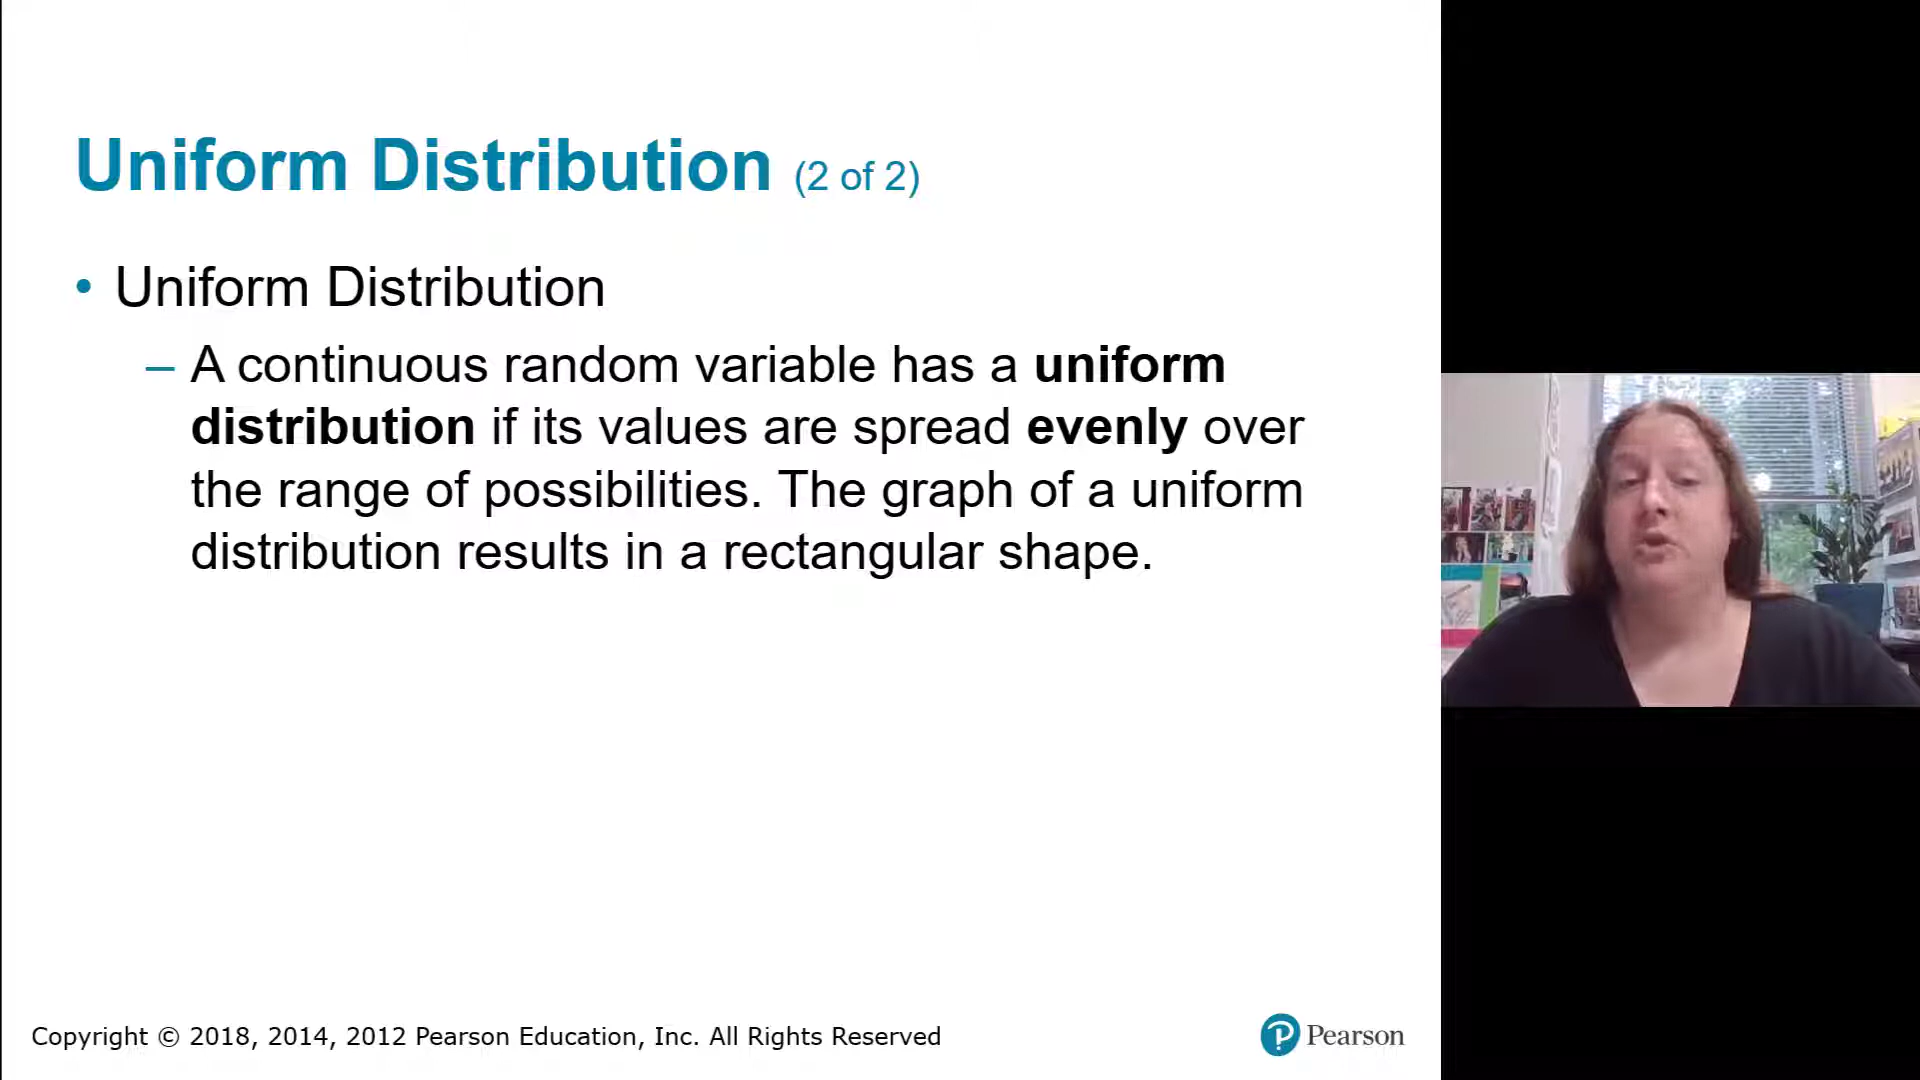 Uniform Distribution (2 of 2)
• Uniform Distribution
– A continuous random variable has a uniform
distribution if its values are spread evenly over
the range of possibilities. The graph of a uniform
distribution results in a rectangular shape.
Copyright © 2018, 2014, 2012 Pearson Education, Inc. All Rights Reserved
Pearson